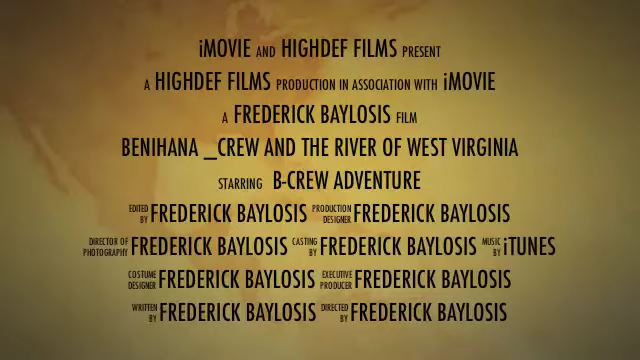 iMOVIE AND HIGHDEF FILMS PRESENT
A HIGHDEF FILMS PRODUCTION IN ASSOCIATION WITH iMOVIE
A FREDERICK BAYLOSIS FILM
BENIHANA _CREW AND THE RIVER OF WEST VIRGINIA
STARRING B-CREW ADVENTURE
EDITED BY FREDERICK BAYLOSIS PRODUCTION DESIGNER FREDERICK BAYLOSIS
DIRECTOR OF PHOTOGRAPHY FREDERICK BAYLOSIS CASTING BY FREDERICK BAYLOSIS MUSIC BY iTUNES
COSTUME DESIGNER FREDERICK BAYLOSIS EXECUTIVE PRODUCER FREDERICK BAYLOSIS
WRITTEN BY FREDERICK BAYLOSIS DIRECTED BY FREDERICK BAYLOSIS